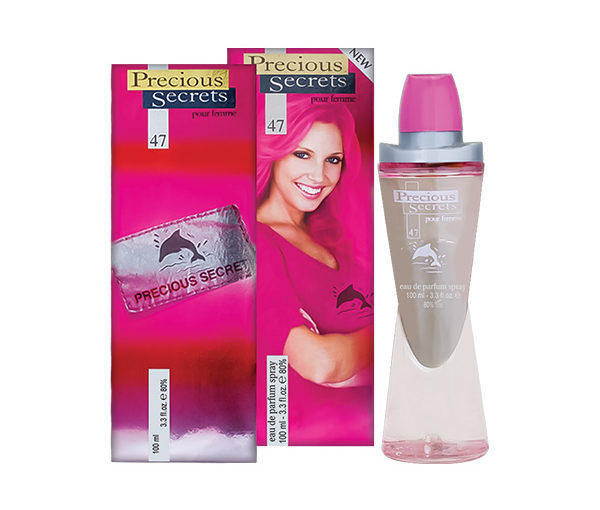 Precious
Secrets
pour femme
47
PRECIOUS SECRET
100 ml 3.3 fl.oz. e 80%
NEW
Precious
Secrets
pour femme
47
eau de parfum spray
100 ml - 3.3 fl.oz. e 80%
Precious
Secrets
pour femme
47
eau de parfum spray
100 ml - 3.3 fl.oz e